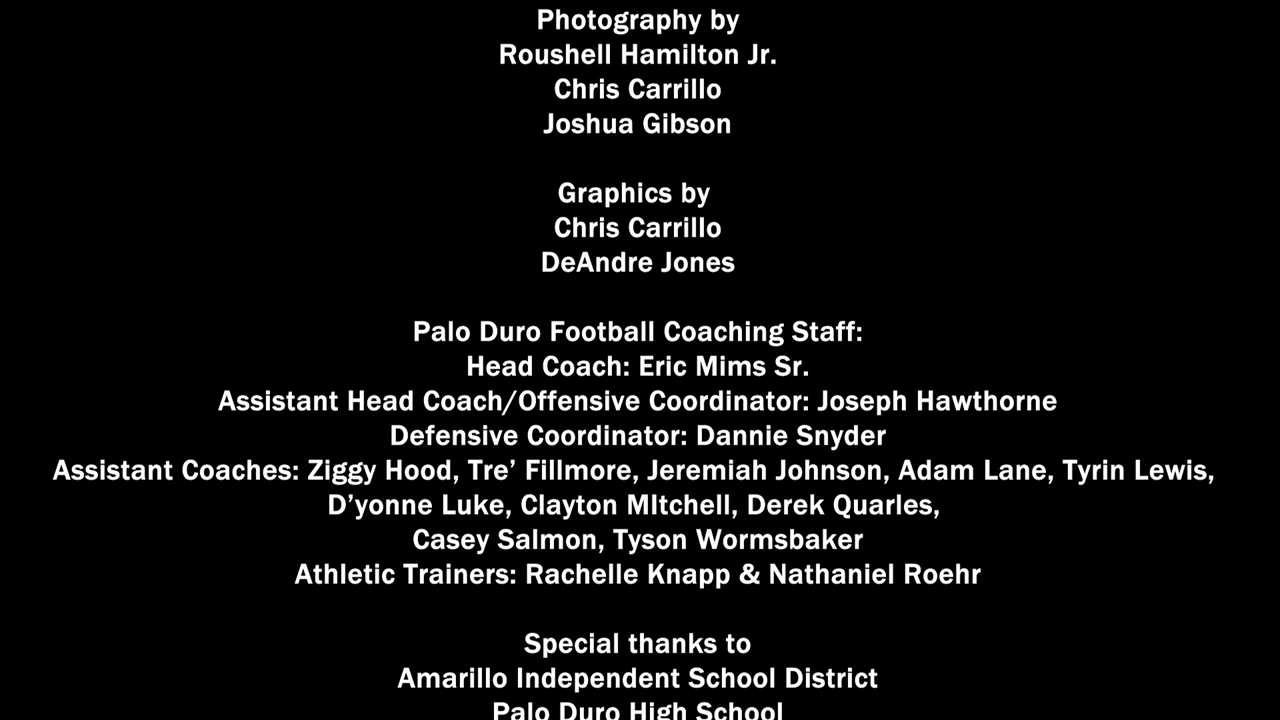 Photography by
Roushell Hamilton Jr.
Chris Carrillo
Joshua Gibson
Graphics by
Chris Carrillo
DeAndre Jones
Palo Duro Football Coaching Staff:
Head Coach: Eric Mims Sr.
Assistant Head Coach/Offensive Coordinator: Joseph Hawthorne
Defensive Coordinator: Dannie Snyder
Assistant Coaches: Ziggy Hood, Tre’ Fillmore, Jeremiah Johnson, Adam Lane, Tyrin Lewis,
D’yonne Luke, Clayton MItchell, Derek Quarles,
Casey Salmon, Tyson Wormsbaker
Athletic Trainers: Rachelle Knapp & Nathaniel Roehr
Special thanks to
Amarillo Independent School District
Palo Duro High School